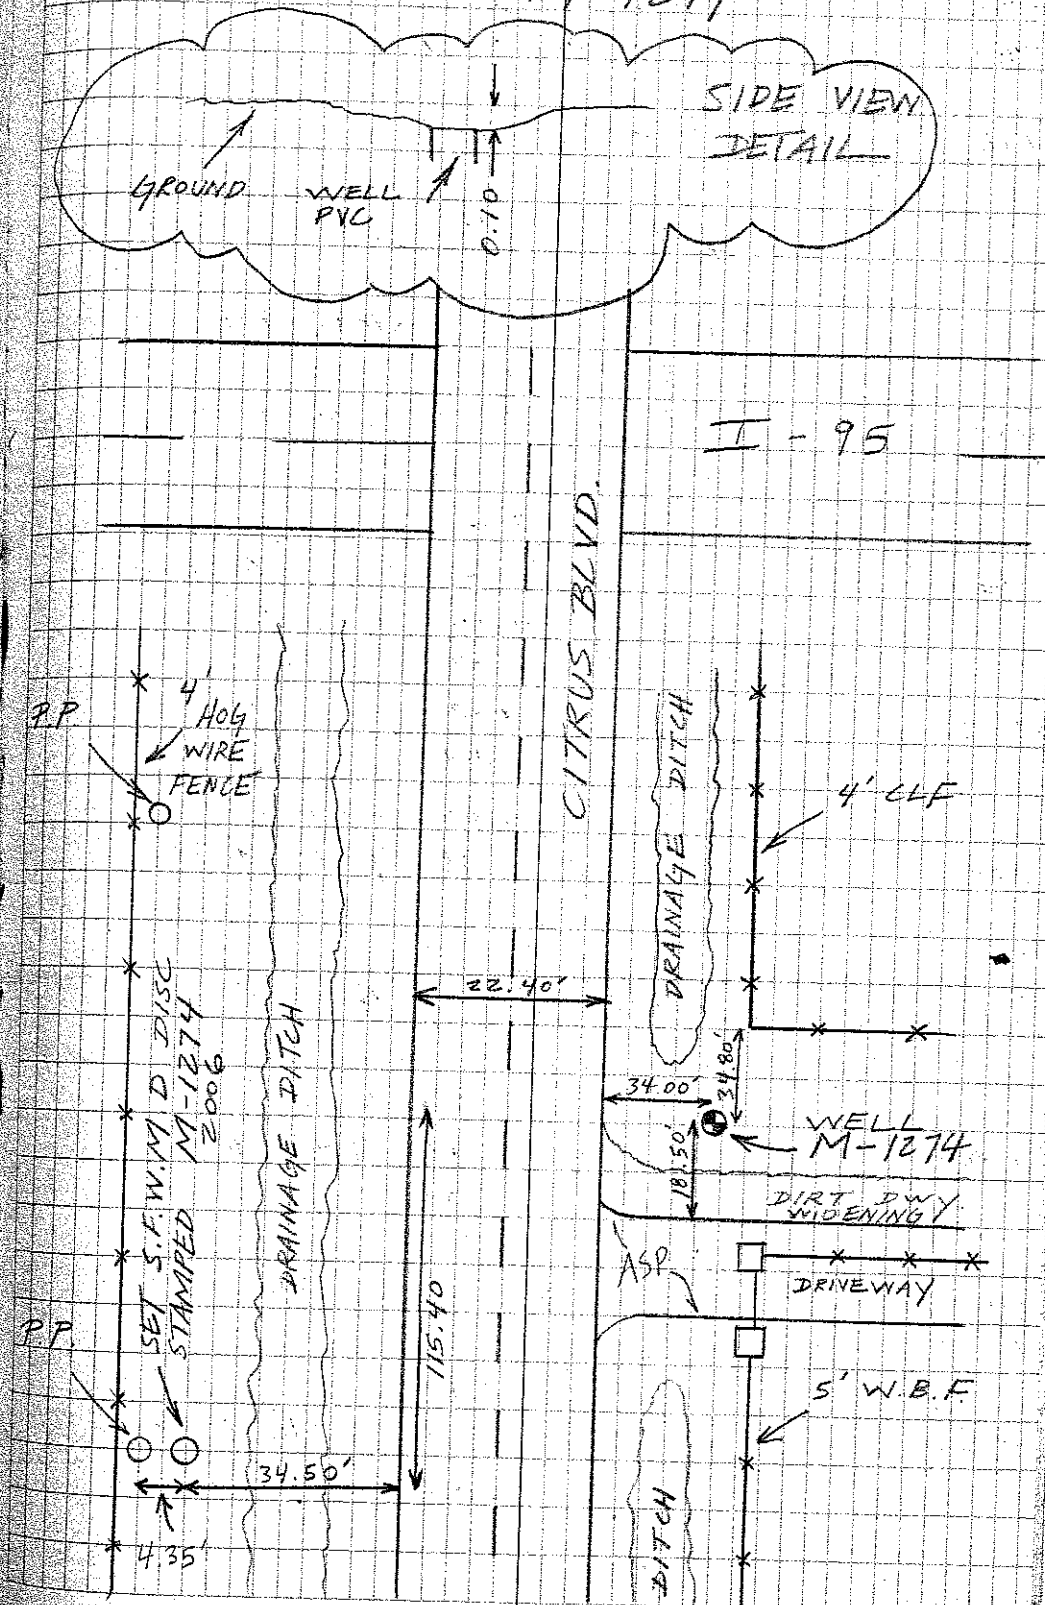 SIDE VIEW
DETAIL
GROUND
WELL
PVC
0.10
I-95
CITRUS BLVD.
P.P.
4'
HOG
WIRE
FENCE
DRAINAGE DITCH
4' CLF
SET S.F.W.M D DISC
STAMPED M-1274
2006
DRAINAGE DITCH
22.40'
34.80'
34.00'
WELL
M-1274
18.50'
DIRT DWY
WIDENING
ASP.
DRIVEWAY
115.40
P.P.
5' W.B.F.
34.50'
4.35'
DITCH